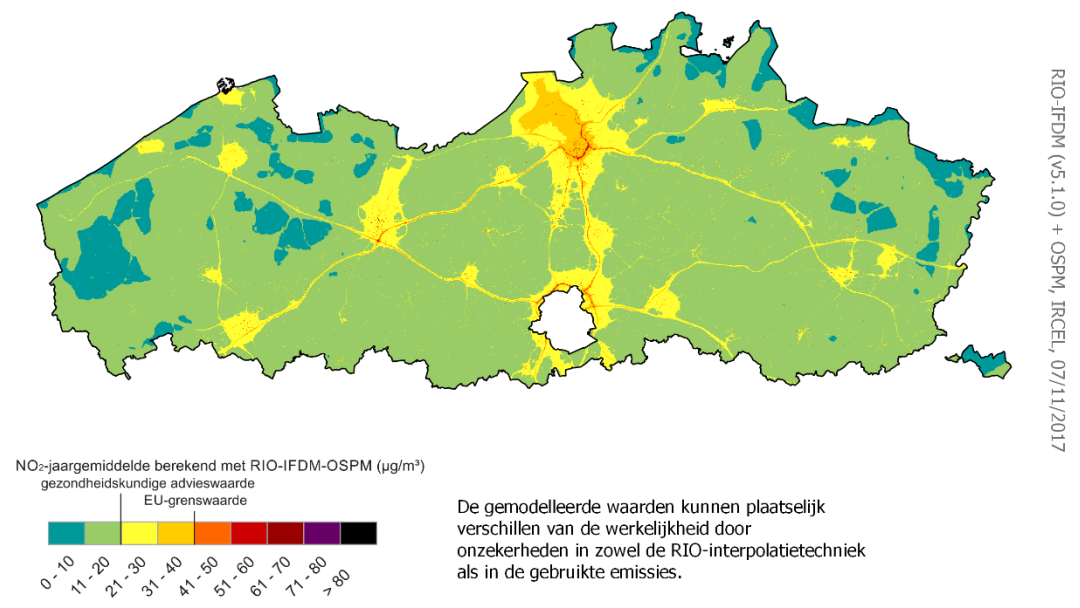 RIO-IFDM (v5.1.0) + OSPM, IRCEL, 07/11/2017
NO₂-jaargemiddelde berekend met RIO-IFDM-OSPM (µg/m³)
gezondheidskundige advieswaarde
EU-grenswaarde
0 - 10
11 - 20
21 - 30
31 - 40
41 - 50
51 - 60
61 - 70
71 - 80
> 80
De gemodelleerde waarden kunnen plaatselijk
verschillen van de werkelijkheid door
onzekerheden in zowel de RIO-interpolatietechniek
als in de gebruikte emissies.